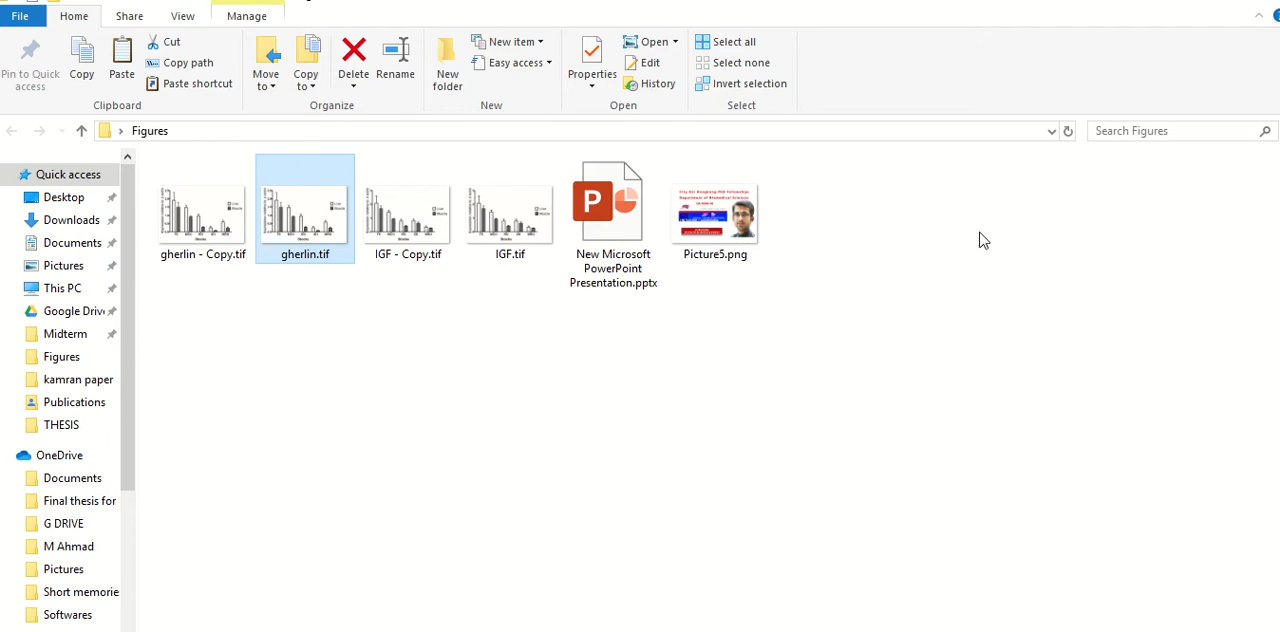 File Home Share View Manage
Pin to Quick access
Copy
Paste
Cut
Copy path
Paste shortcut
Clipboard
Move to
Copy to
Delete
Rename
Organize
New folder
New item
Easy access
New
Properties
Open
Edit
History
Open
Select all
Select none
Invert selection
Select
Figures
Search Figures
Quick access
Desktop
Downloads
Documents
Pictures
This PC
Google Driv
Midterm
Figures
kamran paper
Publications
THESIS
OneDrive
Documents
Final thesis for
G DRIVE
M Ahmad
Pictures
Short memorie
Softwares
gherlin - Copy.tif
gherlin.tif
IGF - Copy.tif
IGF.tif
P
New Microsoft
PowerPoint
Presentation.pptx
Picture5.png